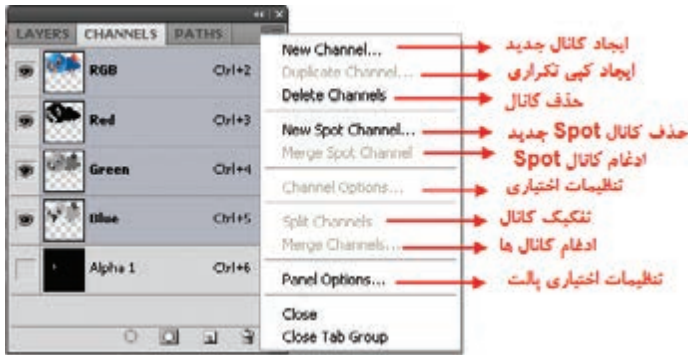 LAYERS CHANNELS PATHS
RGB Ctrl+2
Red Ctrl+3
Green Ctrl+4
Blue Ctrl+5
Alpha 1 Ctrl+6
New Channel... ایجاد کانال جدید
Duplicate Channel... ایجاد کپی تکراری
Delete Channels حذف کانال
New Spot Channel... حذف کانال Spot جدید
Merge Spot Channel ادغام کانال Spot
Channel Options... تنظیمات اختیاری
Split Channels تفکیک کانال
Merge Channels... ادغام کانال ها
Panel Options... تنظیمات اختیاری پالت
Close
Close Tab Group